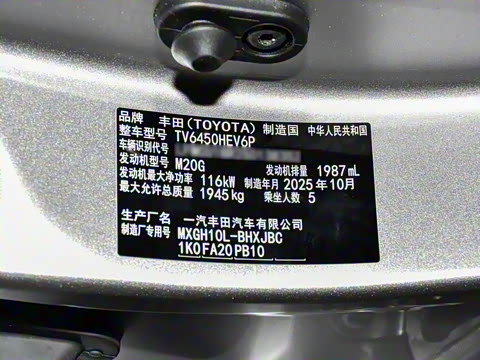 品牌 丰田(TOYOTA) 制造国 中华人民共和国
整车型号 TV6450HEV6P
车辆识别代号
发动机型号 M20G 发动机排量 1987 mL
发动机最大净功率 116kW 制造年月 2025 年 10 月
最大允许总质量 1945 kg 乘坐人数 5
生产厂名 一汽丰田汽车有限公司
制造厂专用号 MXGH10L-BHXJBC
1K0 FA20 PB10